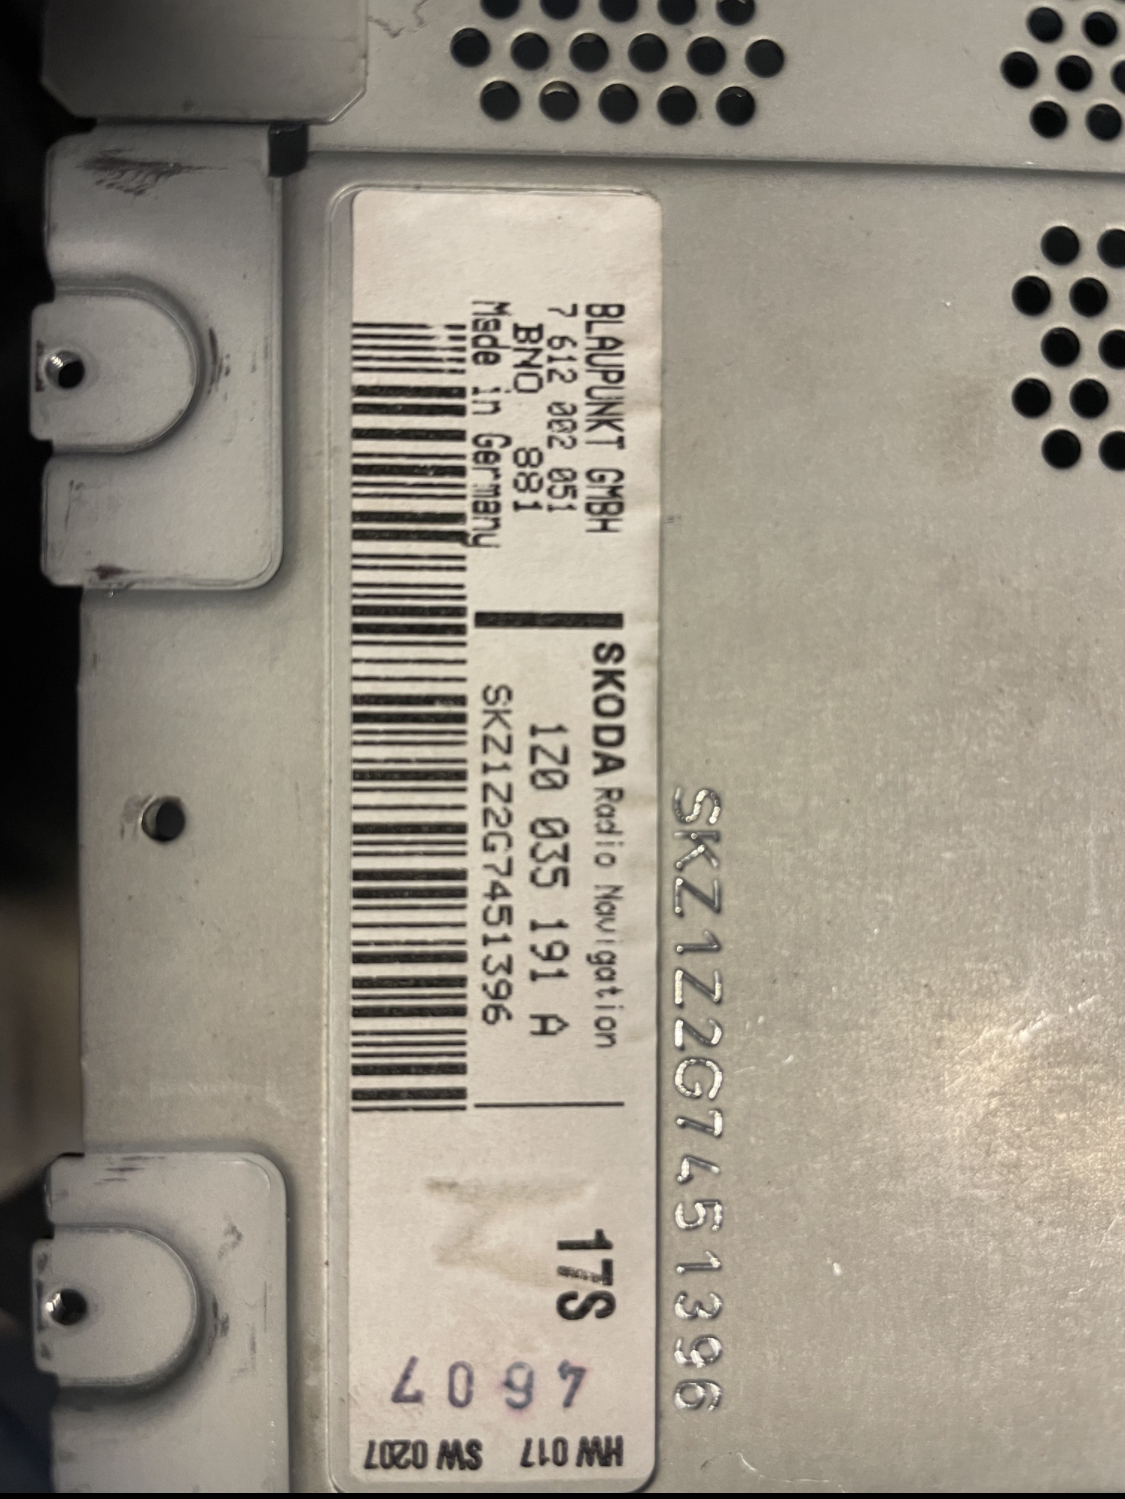 BLAUPUNKT GMBH
7 612 002 051
BNO 881
Made in Germany
SKODA Radio Navigation
1Z0 035 191 A
SKZ1Z2G7451396
17S
4607
HW 017
SW 0207
SKZ1Z2G7451396